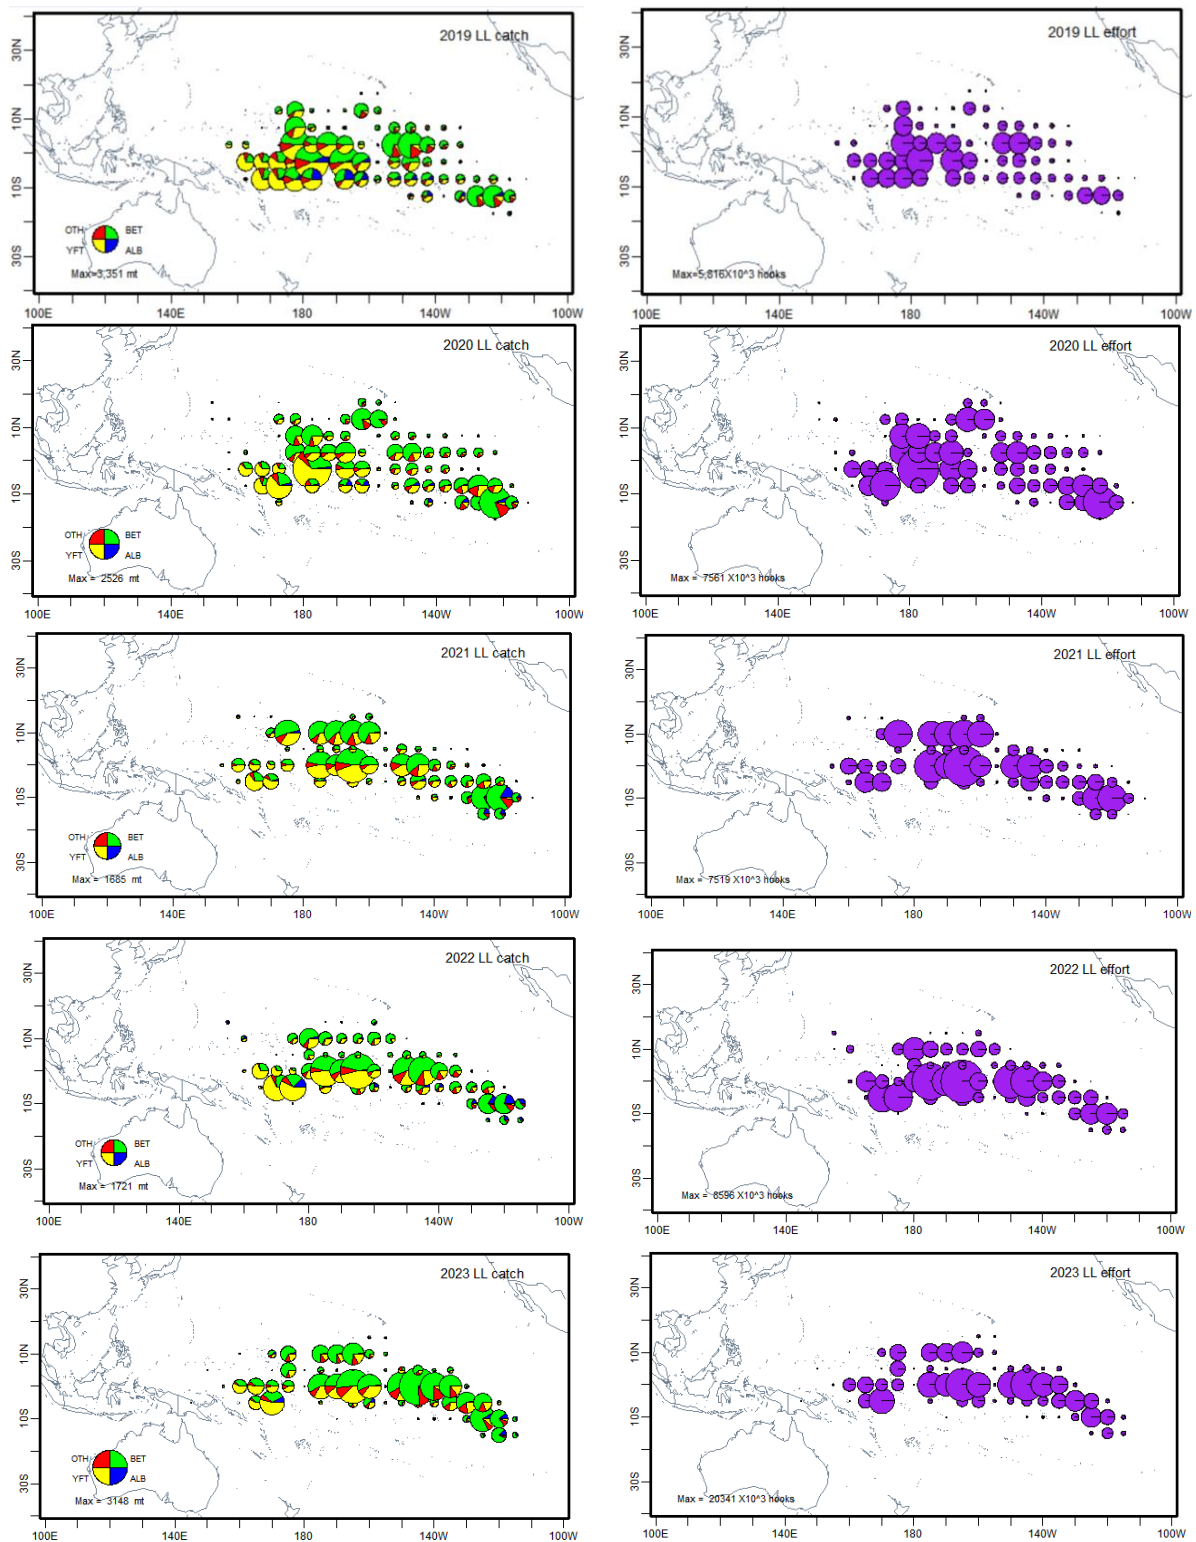 2019 LL catch
30N
10N
10S
30S
OTH BET
YFT ALB
Max=3,351 mt
100E 140E 180 140W 100W
2019 LL effort
30N
10N
10S
30S
Max=5,816X10^3 hooks
100E 140E 180 140W 100W
2020 LL catch
30N
10N
10S
30S
OTH BET
YFT ALB
Max = 2526 mt
100E 140E 180 140W 100W
2020 LL effort
30N
10N
10S
30S
Max = 7561 X10^3 hooks
100E 140E 180 140W 100W
2021 LL catch
30N
10N
10S
30S
OTH BET
YFT ALB
Max = 1685 mt
100E 140E 180 140W 100W
2021 LL effort
30N
10N
10S
30S
Max = 7519 X10^3 hooks
100E 140E 180 140W 100W
2022 LL catch
30N
10N
10S
30S
OTH BET
YFT ALB
Max = 1721 mt
100E 140E 180 140W 100W
2022 LL effort
30N
10N
10S
30S
Max = 8596 X10^3 hooks
100E 140E 180 140W 100W
2023 LL catch
30N
10N
10S
30S
OTH BET
YFT ALB
Max = 3148 mt
100E 140E 180 140W 100W
2023 LL effort
30N
10N
10S
30S
Max = 20341 X10^3 hooks
100E 140E 180 140W 100W